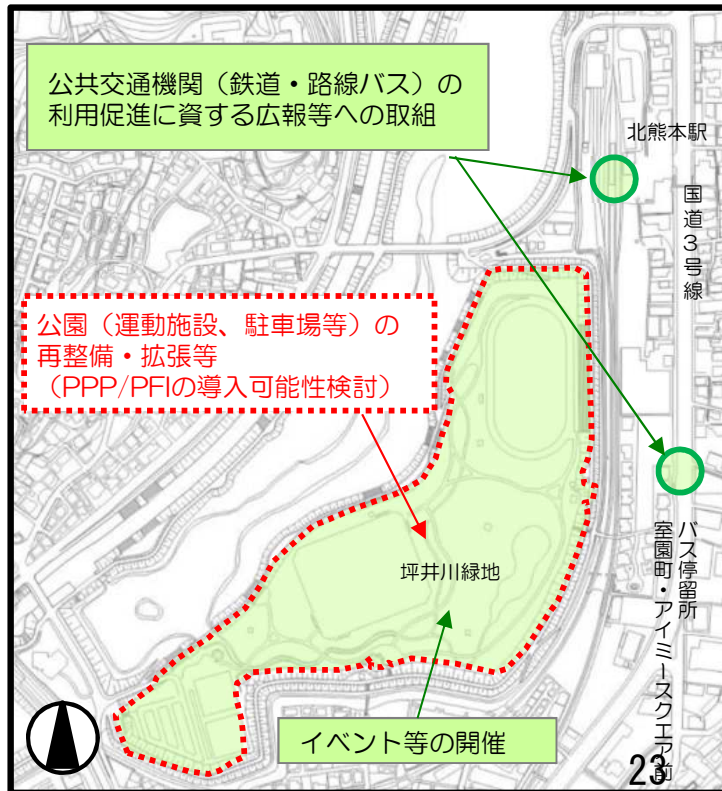 公共交通機関（鉄道・路線バス）の
利用促進に資する広報等への取組
北熊本駅
国道3号線
公園（運動施設、駐車場等）の
再整備・拡張等
（PPP/PFIの導入可能性検討）
坪井川緑地
バス停留所
室園町・アイミースクエア前
イベント等の開催
23